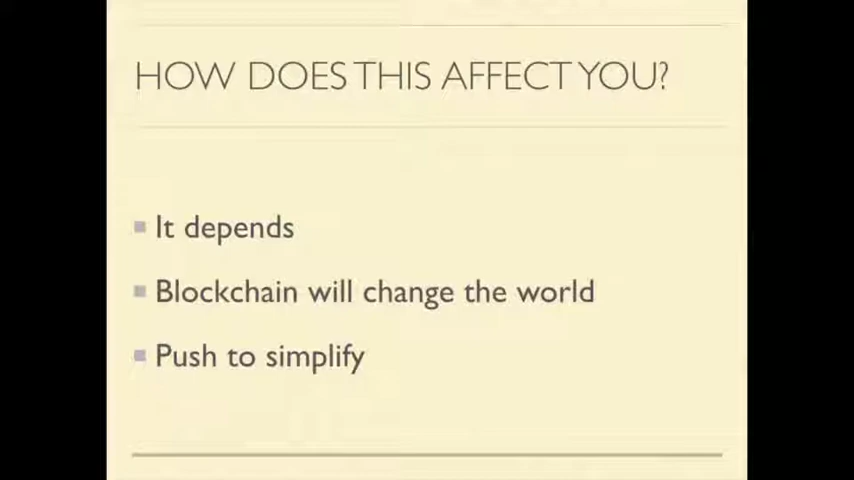 HOW DOES THIS AFFECT YOU?
It depends
Blockchain will change the world
Push to simplify